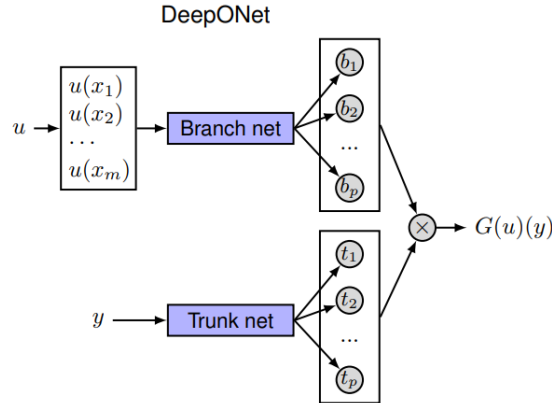 DeepONet
u
u(x₁)
u(x₂)
...
u(xₘ)
Branch net
b₁
b₂
...
bₚ
×
G(u)(y)
y
Trunk net
t₁
t₂
...
tₚ